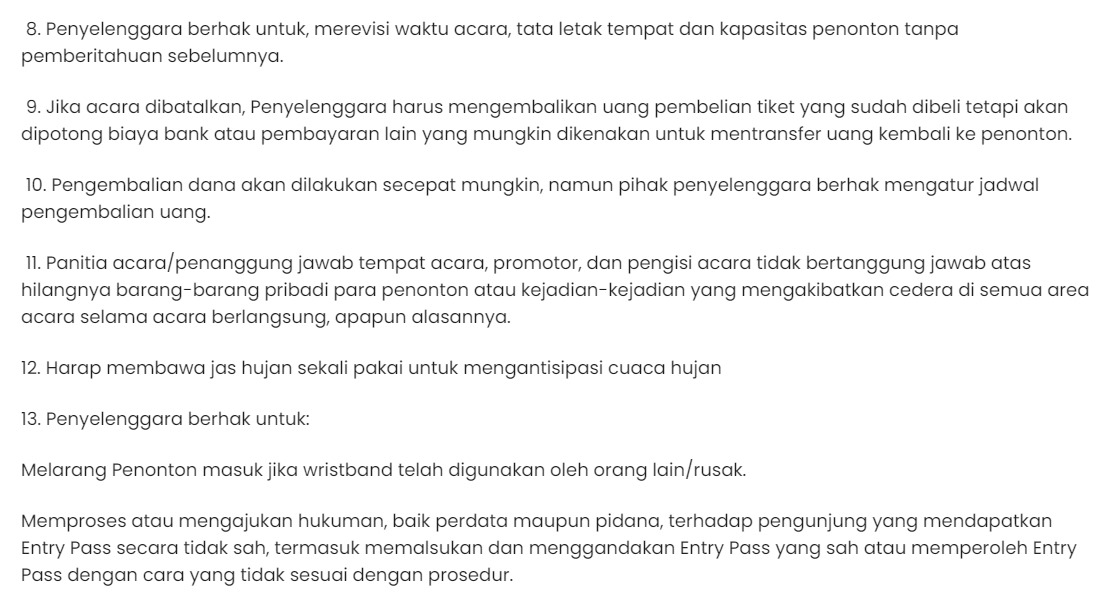 8. Penyelenggara berhak untuk, merevisi waktu acara, tata letak tempat dan kapasitas penonton tanpa
pemberitahuan sebelumnya.
9. Jika acara dibatalkan, Penyelenggara harus mengembalikan uang pembelian tiket yang sudah dibeli tetapi akan
dipotong biaya bank atau pembayaran lain yang mungkin dikenakan untuk mentransfer uang kembali ke penonton.
10. Pengembalian dana akan dilakukan secepat mungkin, namun pihak penyelenggara berhak mengatur jadwal
pengembalian uang.
11. Panitia acara/penanggung jawab tempat acara, promotor, dan pengisi acara tidak bertanggung jawab atas
hilangnya barang-barang pribadi para penonton atau kejadian-kejadian yang mengakibatkan cedera di semua area
acara selama acara berlangsung, apapun alasannya.
12. Harap membawa jas hujan sekali pakai untuk mengantisipasi cuaca hujan
13. Penyelenggara berhak untuk:
Melarang Penonton masuk jika wristband telah digunakan oleh orang lain/rusak.
Memproses atau mengajukan hukuman, baik perdata maupun pidana, terhadap pengunjung yang mendapatkan
Entry Pass secara tidak sah, termasuk memalsukan dan menggandakan Entry Pass yang sah atau memperoleh Entry
Pass dengan cara yang tidak sesuai dengan prosedur.